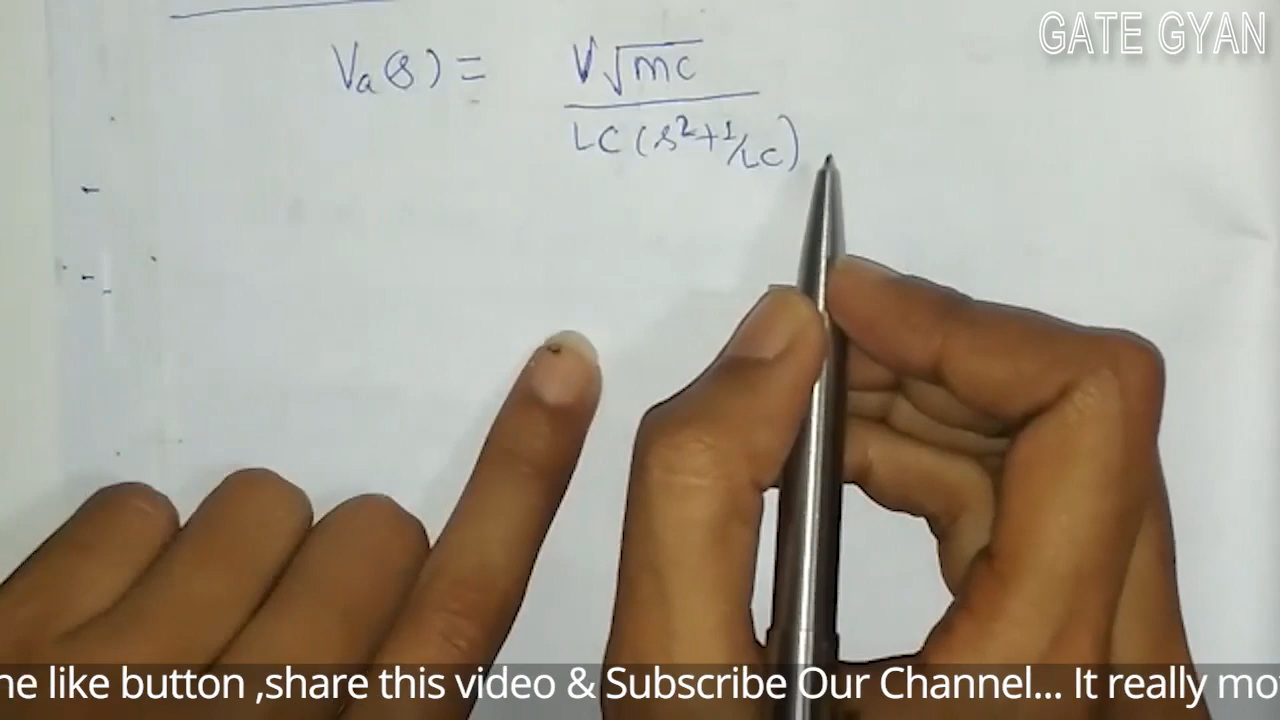 GATE GYAN
Va(s) = V√mc
LC(s²+1/LC)
he like button ,share this video & Subscribe Our Channel... It really mo